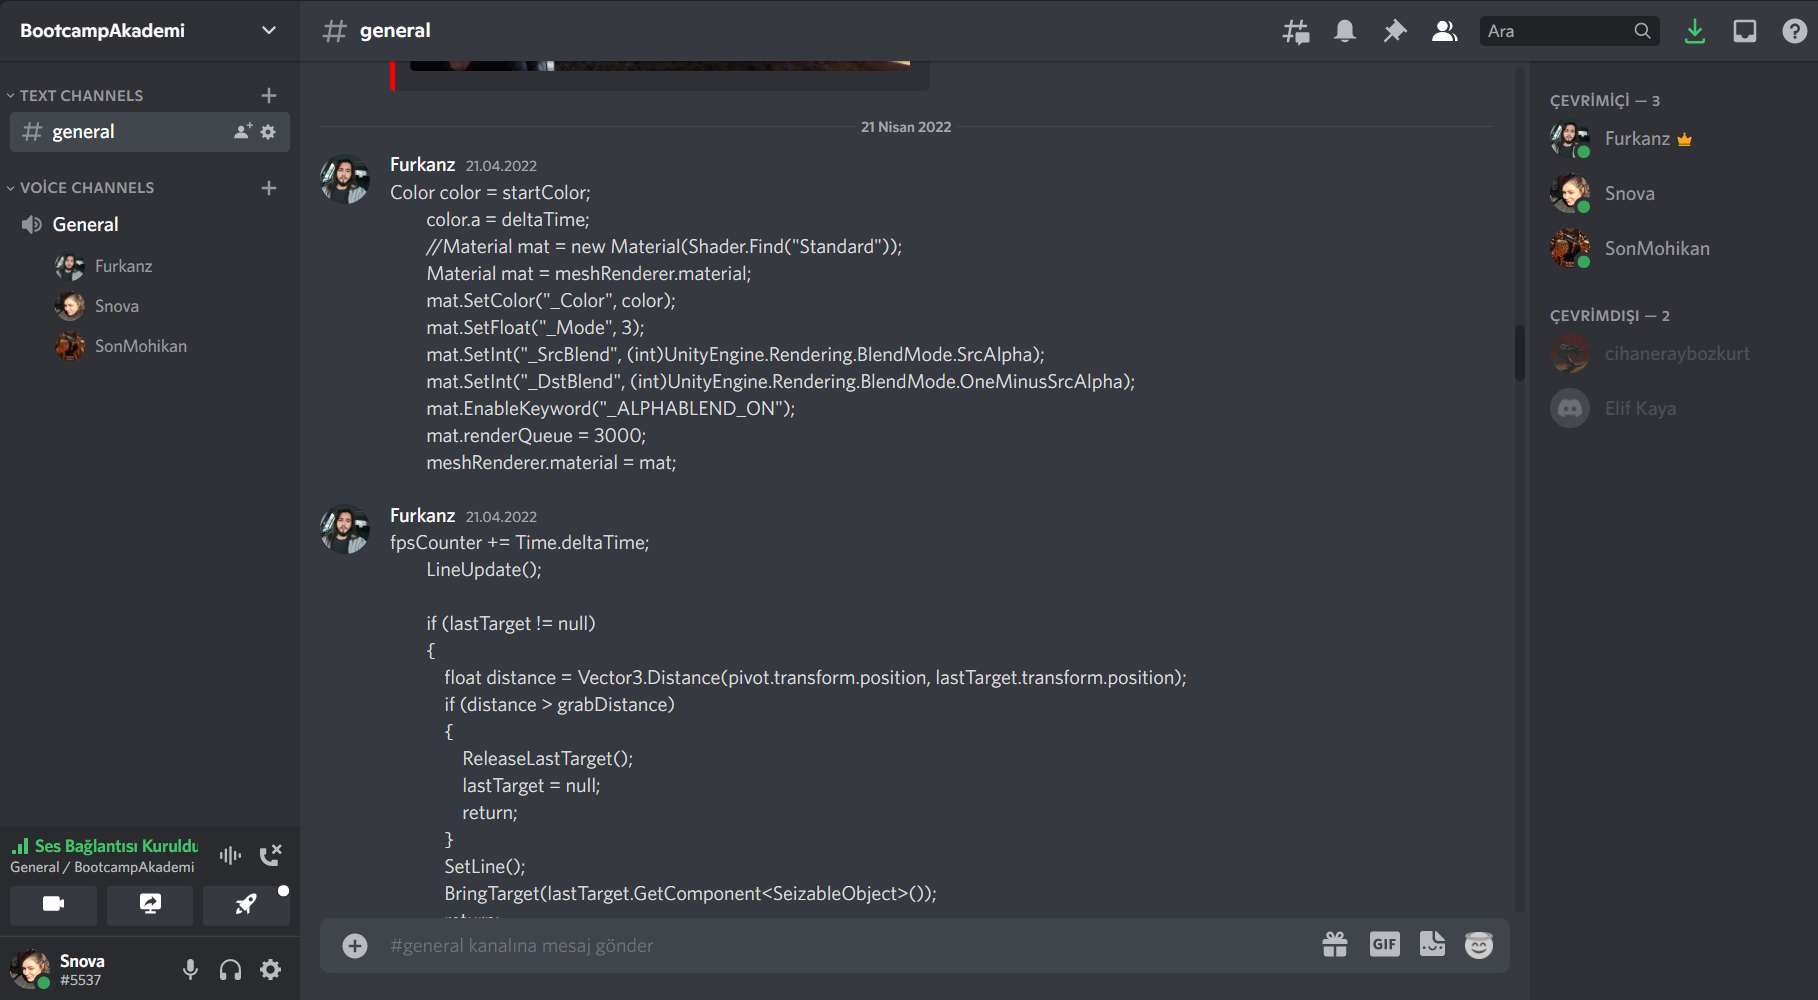 BootcampAkademi
TEXT CHANNELS
general
VOİCE CHANNELS
General
Furkanz
Snova
SonMohikan
Ses Bağlantısı Kuruldu
General / BootcampAkademi
Snova
#5537
general
Ara
21 Nisan 2022
Furkanz 21.04.2022
Color color = startColor;
color.a = deltaTime;
//Material mat = new Material(Shader.Find("Standard"));
Material mat = meshRenderer.material;
mat.SetColor("_Color", color);
mat.SetFloat("_Mode", 3);
mat.SetInt("_SrcBlend", (int)UnityEngine.Rendering.BlendMode.SrcAlpha);
mat.SetInt("_DstBlend", (int)UnityEngine.Rendering.BlendMode.OneMinusSrcAlpha);
mat.EnableKeyword("_ALPHABLEND_ON");
mat.renderQueue = 3000;
meshRenderer.material = mat;
Furkanz 21.04.2022
fpsCounter += Time.deltaTime;
LineUpdate();
if (lastTarget != null)
{
float distance = Vector3.Distance(pivot.transform.position, lastTarget.transform.position);
if (distance > grabDistance)
{
ReleaseLastTarget();
lastTarget = null;
return;
}
SetLine();
BringTarget(lastTarget.GetComponent<SeizableObject>());
#general kanalına mesaj gönder
GIF
ÇEVRİMİÇİ — 3
Furkanz
Snova
SonMohikan
ÇEVRİMDIŞI — 2
cihaneraybozkurt
Elif Kaya